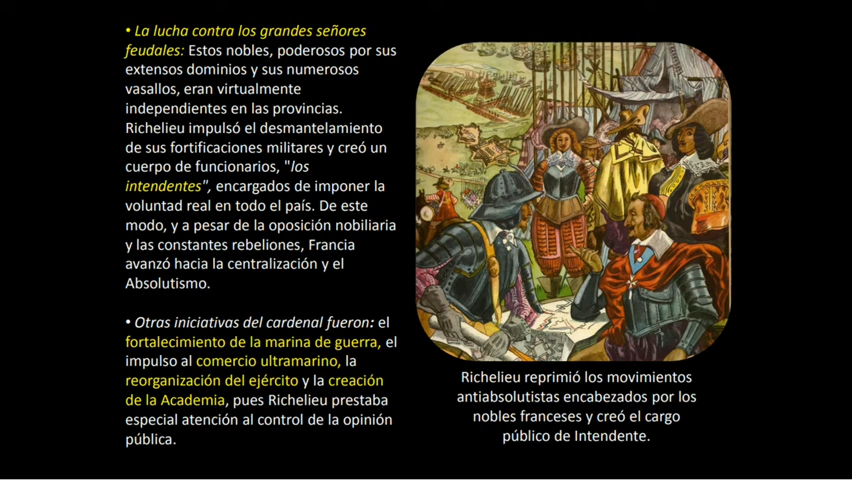 • La lucha contra los grandes señores
feudales: Estos nobles, poderosos por sus
extensos dominios y sus numerosos
vasallos, eran virtualmente
independientes en las provincias.
Richelieu impulsó el desmantelamiento
de sus fortificaciones militares y creó un
cuerpo de funcionarios, "los
intendentes", encargados de imponer la
voluntad real en todo el país. De este
modo, y a pesar de la oposición nobiliaria
y las constantes rebeliones, Francia
avanzó hacia la centralización y el
Absolutismo.
• Otras iniciativas del cardenal fueron: el
fortalecimiento de la marina de guerra, el
impulso al comercio ultramarino, la
reorganización del ejército y la creación
de la Academia, pues Richelieu prestaba
especial atención al control de la opinión
pública.
Richelieu reprimió los movimientos
antiabsolutistas encabezados por los
nobles franceses y creó el cargo
público de Intendente.